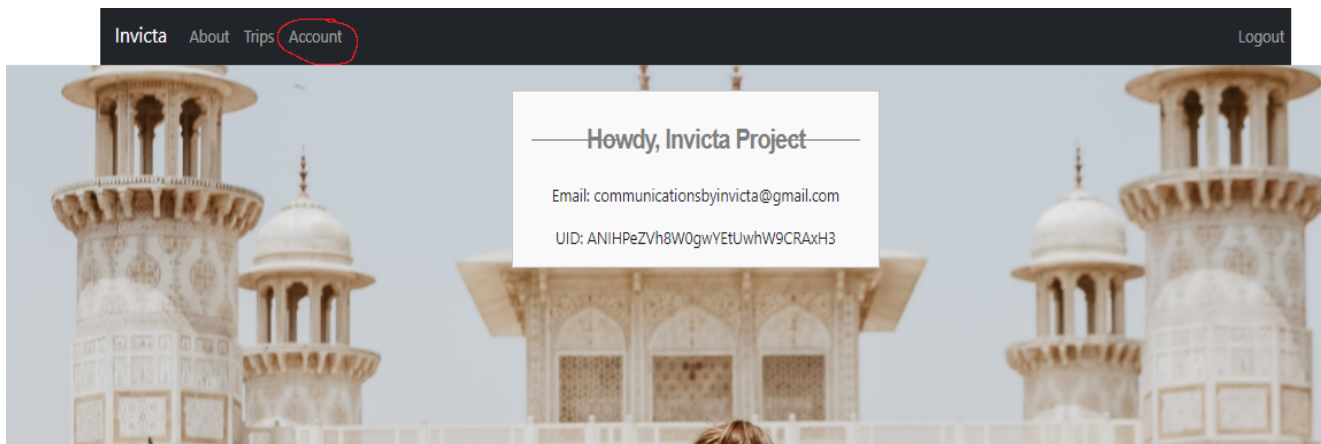 Invicta About Trips Account Logout
Howdy, Invicta Project
Email: communicationsbyinvicta@gmail.com
UID: ANIHPeZVh8W0gwYEtUwhW9CRAxH3